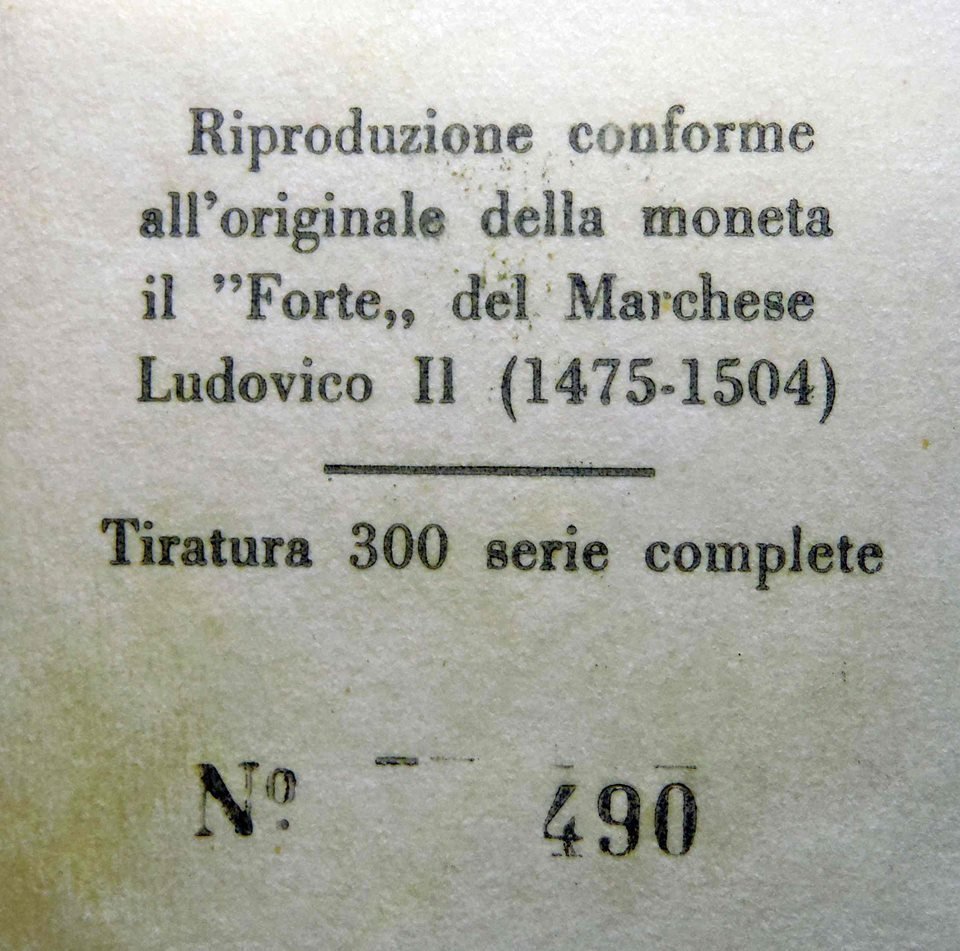 Riproduzione conforme
all'originale della moneta
il ”Forte„ del Marchese
Ludovico II (1475-1504)
Tiratura 300 serie complete
Nº 490